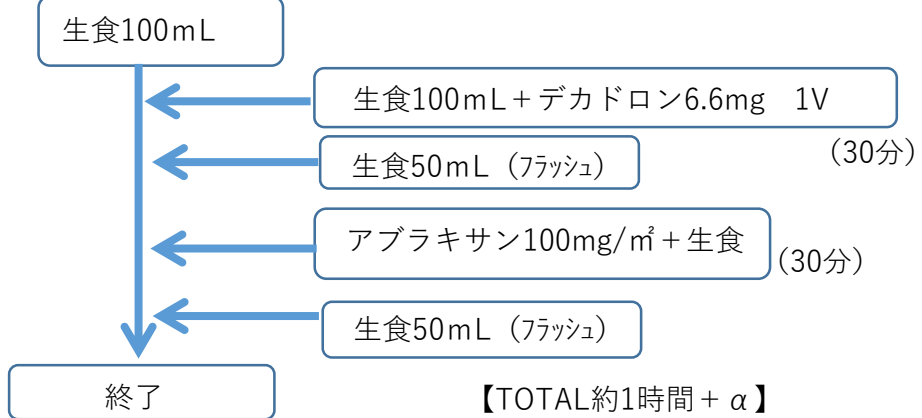 生食100mL
生食100mL+デカドロン6.6mg　1V
(30分)
生食50mL(ﾌﾗｯｼｭ)
アブラキサン100mg/㎡+生食
(30分)
生食50mL(ﾌﾗｯｼｭ)
終了
【TOTAL約1時間+α】